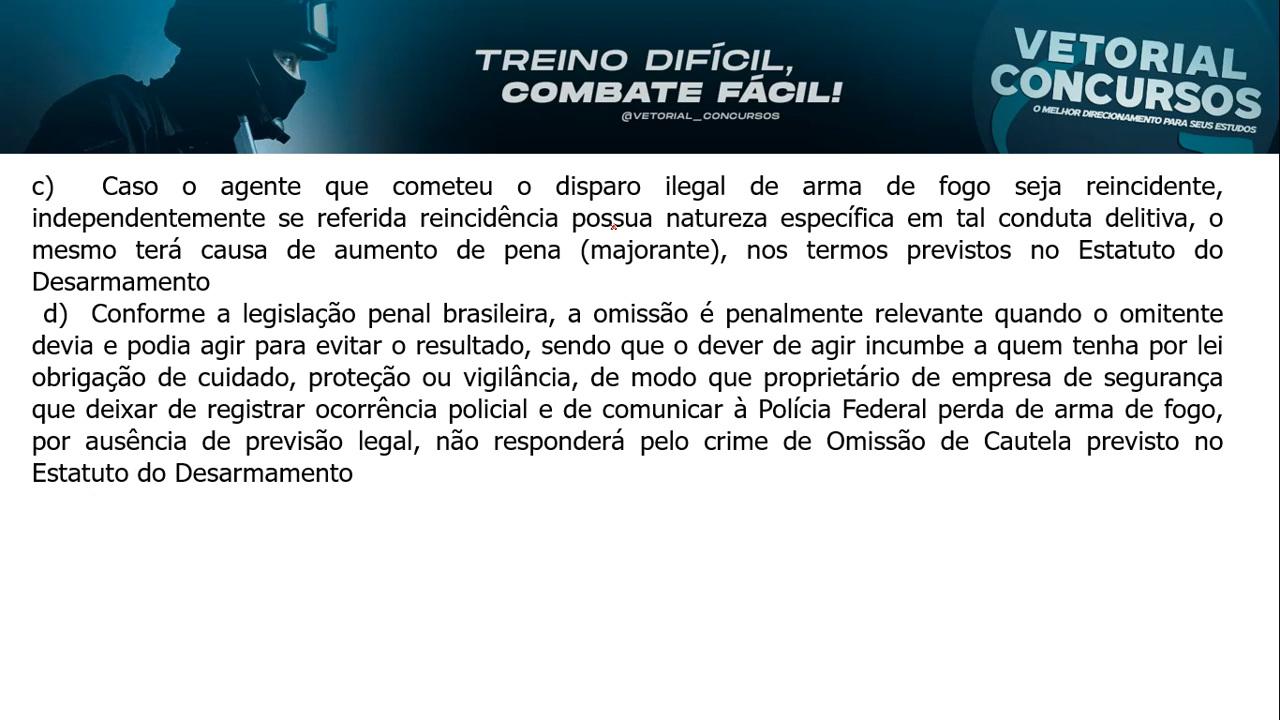 TREINO DIFÍCIL,
COMBATE FÁCIL!
@VETORIAL_CONCURSOS
VETORIAL
CONCURSOS
O MELHOR DIRECIONAMENTO PARA SEUS ESTUDOS
c) Caso o agente que cometeu o disparo ilegal de arma de fogo seja reincidente,
independentemente se referida reincidência possua natureza específica em tal conduta delitiva, o
mesmo terá causa de aumento de pena (majorante), nos termos previstos no Estatuto do
Desarmamento
d) Conforme a legislação penal brasileira, a omissão é penalmente relevante quando o omitente
devia e podia agir para evitar o resultado, sendo que o dever de agir incumbe a quem tenha por lei
obrigação de cuidado, proteção ou vigilância, de modo que proprietário de empresa de segurança
que deixar de registrar ocorrência policial e de comunicar à Polícia Federal perda de arma de fogo,
por ausência de previsão legal, não responderá pelo crime de Omissão de Cautela previsto no
Estatuto do Desarmamento